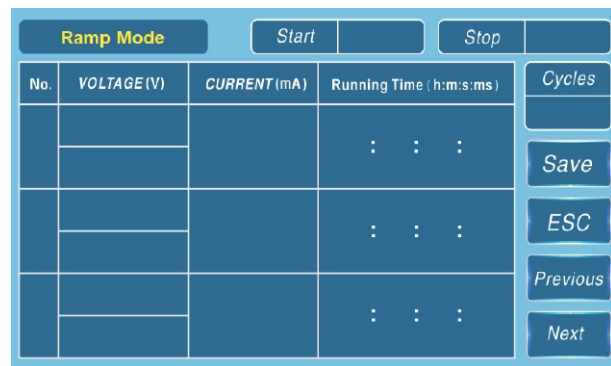 Ramp Mode Start Stop
No. VOLTAGE(V) CURRENT(mA) Running Time (h:m:s:ms) Cycles
: : :
Save
: : :
ESC
Previous
: : :
Next